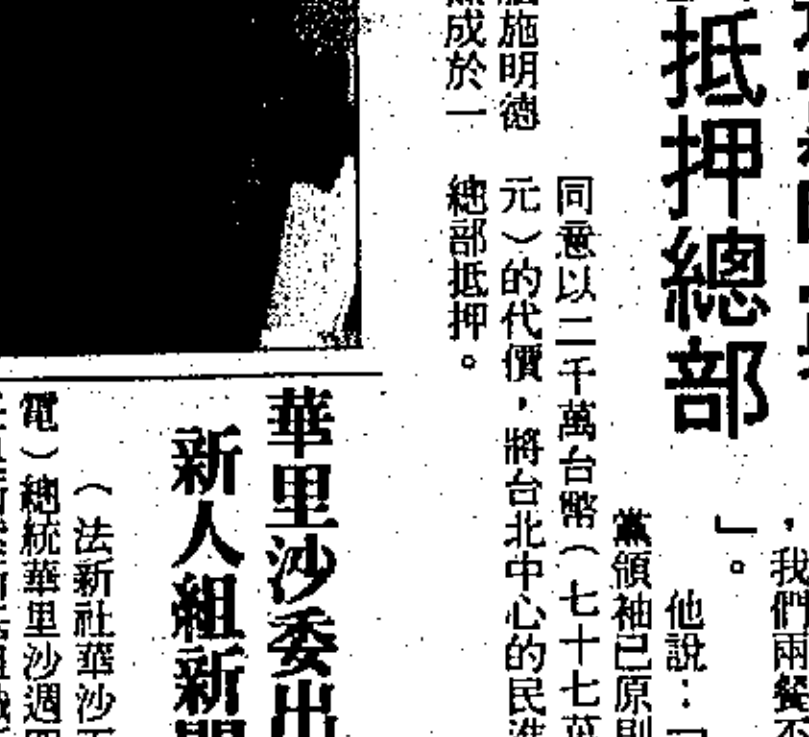 抵押總部
，我們兩餐不
」。
他說：「
黨領袖已原則
同意以二千萬台幣（七十七萬
元）的代價，將台北中心的民進
總部抵押。
施明德
成於一
華里沙委出
新人組新
（法新社華沙
電）總統華里沙週四